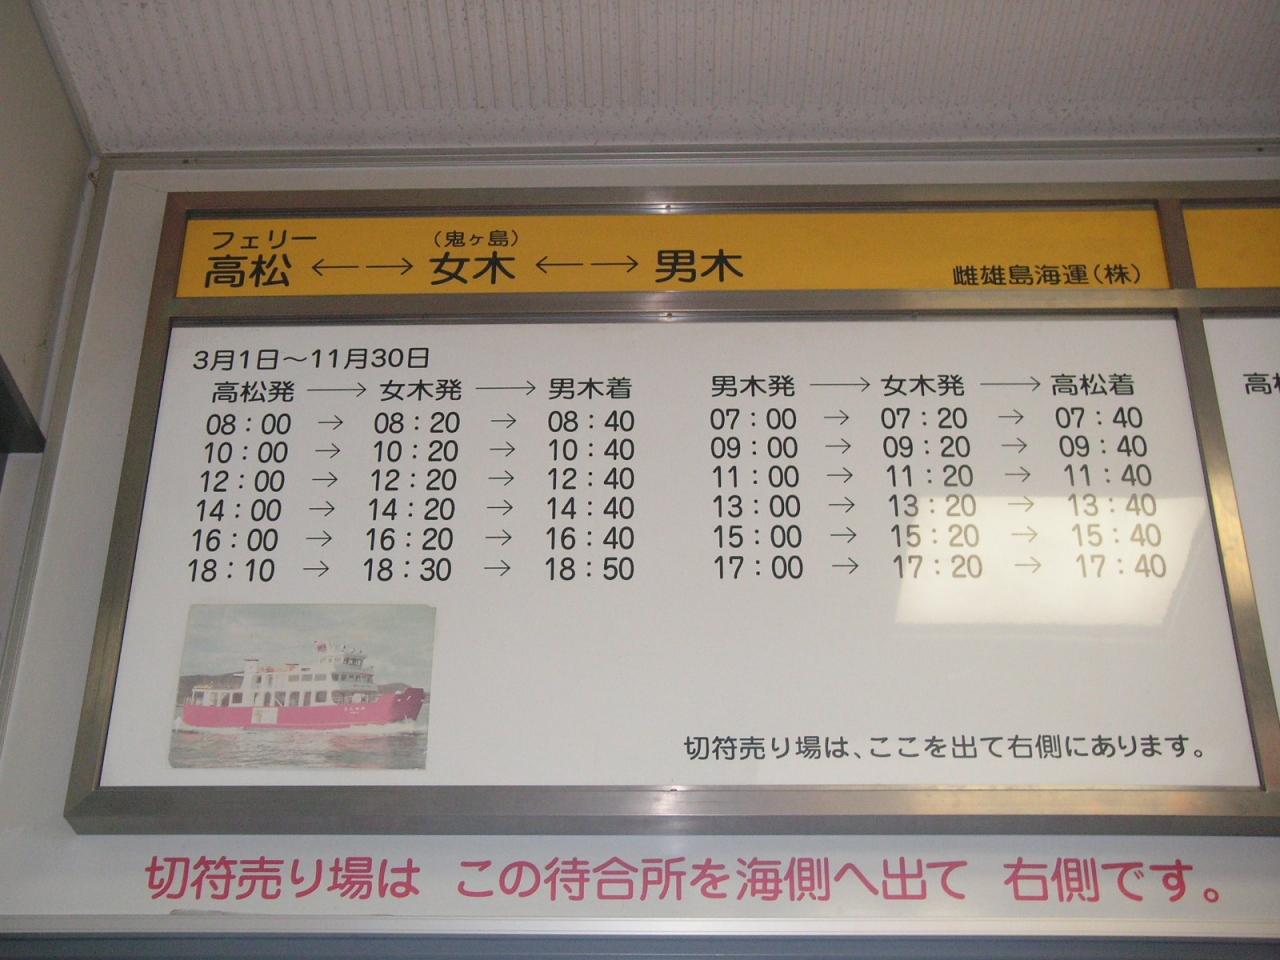 フェリー (鬼ヶ島)
高松 ←→ 女木 ←→ 男木 雌雄島海運(株)
3月1日～11月30日
高松発 → 女木発 → 男木着 男木発 → 女木発 → 高松着
08:00 → 08:20 → 08:40 07:00 → 07:20 → 07:40
10:00 → 10:20 → 10:40 09:00 → 09:20 → 09:40
12:00 → 12:20 → 12:40 11:00 → 11:20 → 11:40
14:00 → 14:20 → 14:40 13:00 → 13:20 → 13:40
16:00 → 16:20 → 16:40 15:00 → 15:20 → 15:40
18:10 → 18:30 → 18:50 17:00 → 17:20 → 17:40
高
切符売り場は、ここを出て右側にあります。
切符売り場は この待合所を海側へ出て 右側です。